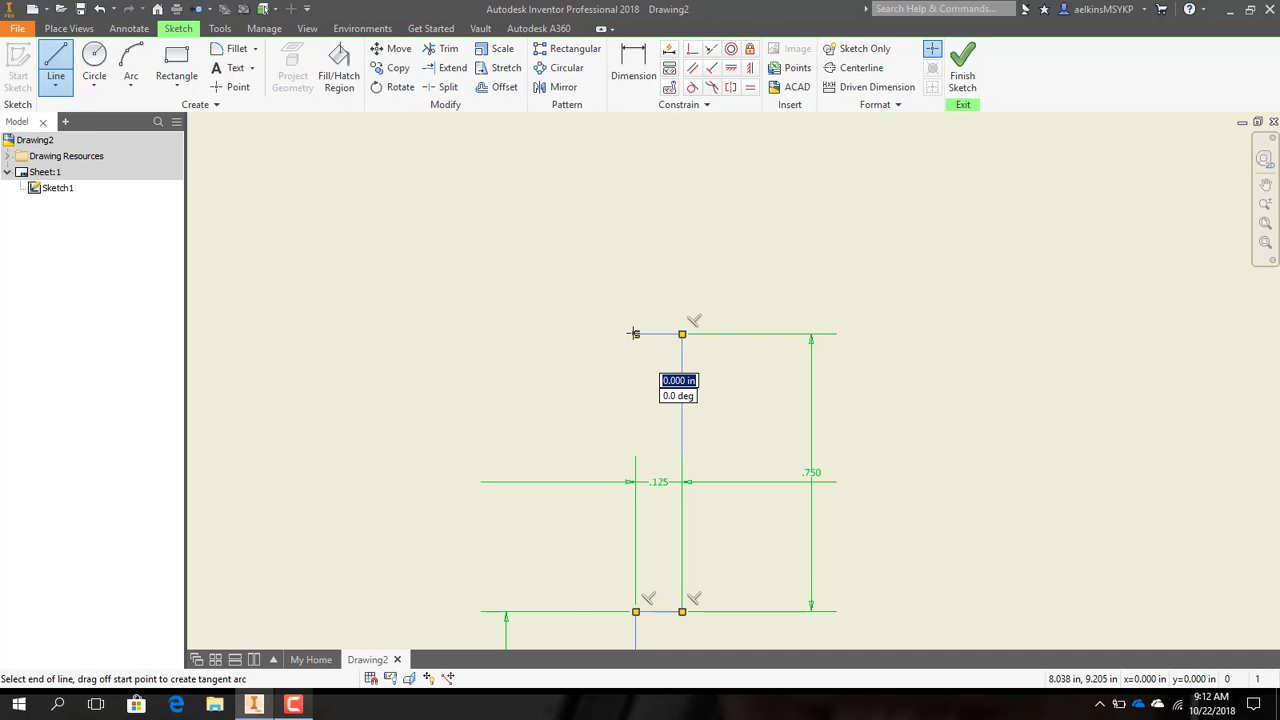 Autodesk Inventor Professional 2018 Drawing2
Search Help & Commands...
aelkinsMSYKP
File
Place Views
Annotate
Sketch
Tools
Manage
View
Environments
Get Started
Vault
Autodesk A360
Start
Sketch
Line
Circle
Arc
Rectangle
Fillet
Text
Point
Project
Geometry
Fill/Hatch
Region
Move
Copy
Rotate
Trim
Extend
Split
Scale
Stretch
Offset
Rectangular
Circular
Mirror
Dimension
Image
Points
ACAD
Sketch Only
Centerline
Driven Dimension
Finish
Sketch
Sketch
Create
Modify
Pattern
Constrain
Insert
Format
Exit
Model
Drawing2
Drawing Resources
Sheet:1
Sketch1
2D
0.000 in
0.0 deg
.125
.750
My Home
Drawing2
Select end of line, drag off start point to create tangent arc
8.038 in, 9.205 in x=0.000 in y=0.000 in 0 1
9:12 AM
10/22/2018